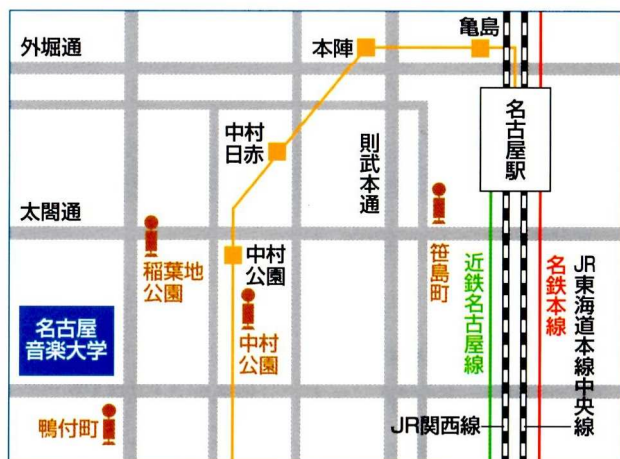 外堀通
本陣
亀島
名古屋駅
中村
日赤
則武本通
太閤通
稲葉地
公園
中村
公園
中村
公園
笹島町
近鉄名古屋線
名鉄本線
JR東海道本線中央線
名古屋
音楽大学
鴨付町
JR関西線